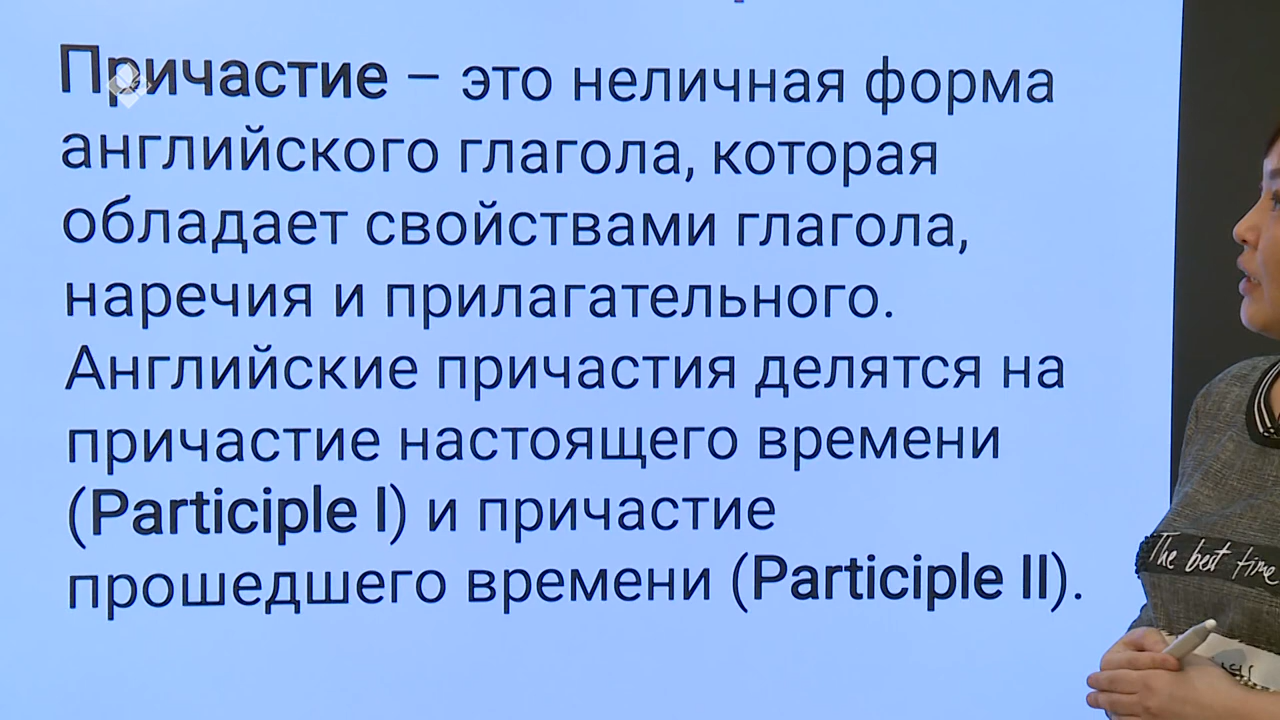 Причастие – это неличная форма
английского глагола, которая
обладает свойствами глагола,
наречия и прилагательного.
Английские причастия делятся на
причастие настоящего времени
(Participle I) и причастие
прошедшего времени (Participle II).
The best time